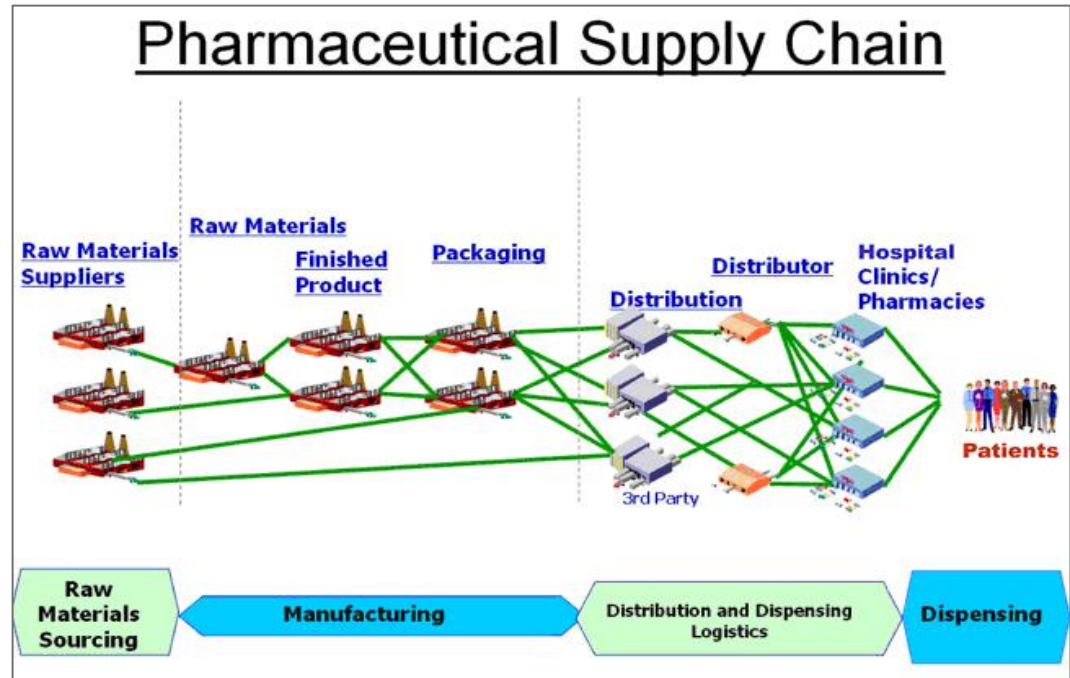 Pharmaceutical Supply Chain
Raw Materials
Suppliers
Raw Materials
Finished
Product
Packaging
Distribution
Distributor
Hospital
Clinics/
Pharmacies
3rd Party
Patients
Raw
Materials
Sourcing
Manufacturing
Distribution and Dispensing
Logistics
Dispensing